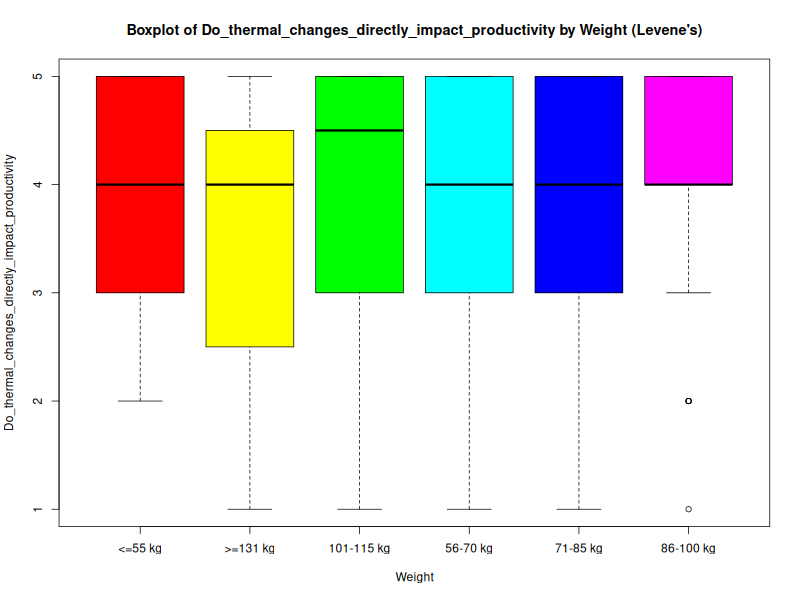 Boxplot of Do_thermal_changes_directly_impact_productivity by Weight (Levene's)
Do_thermal_changes_directly_impact_productivity
5
4
3
2
1
<=55 kg >=131 kg 101-115 kg 56-70 kg 71-85 kg 86-100 kg
Weight